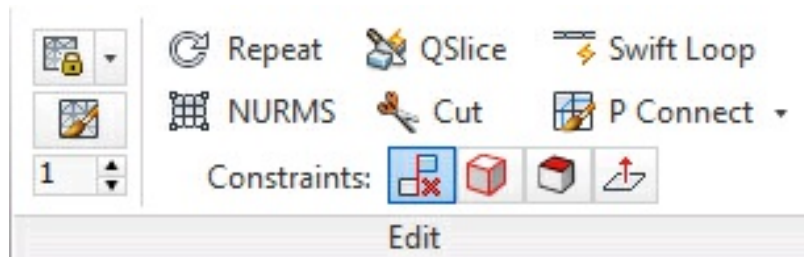 Repeat QSlice Swift Loop
NURMS Cut P Connect
1 Constraints:
Edit